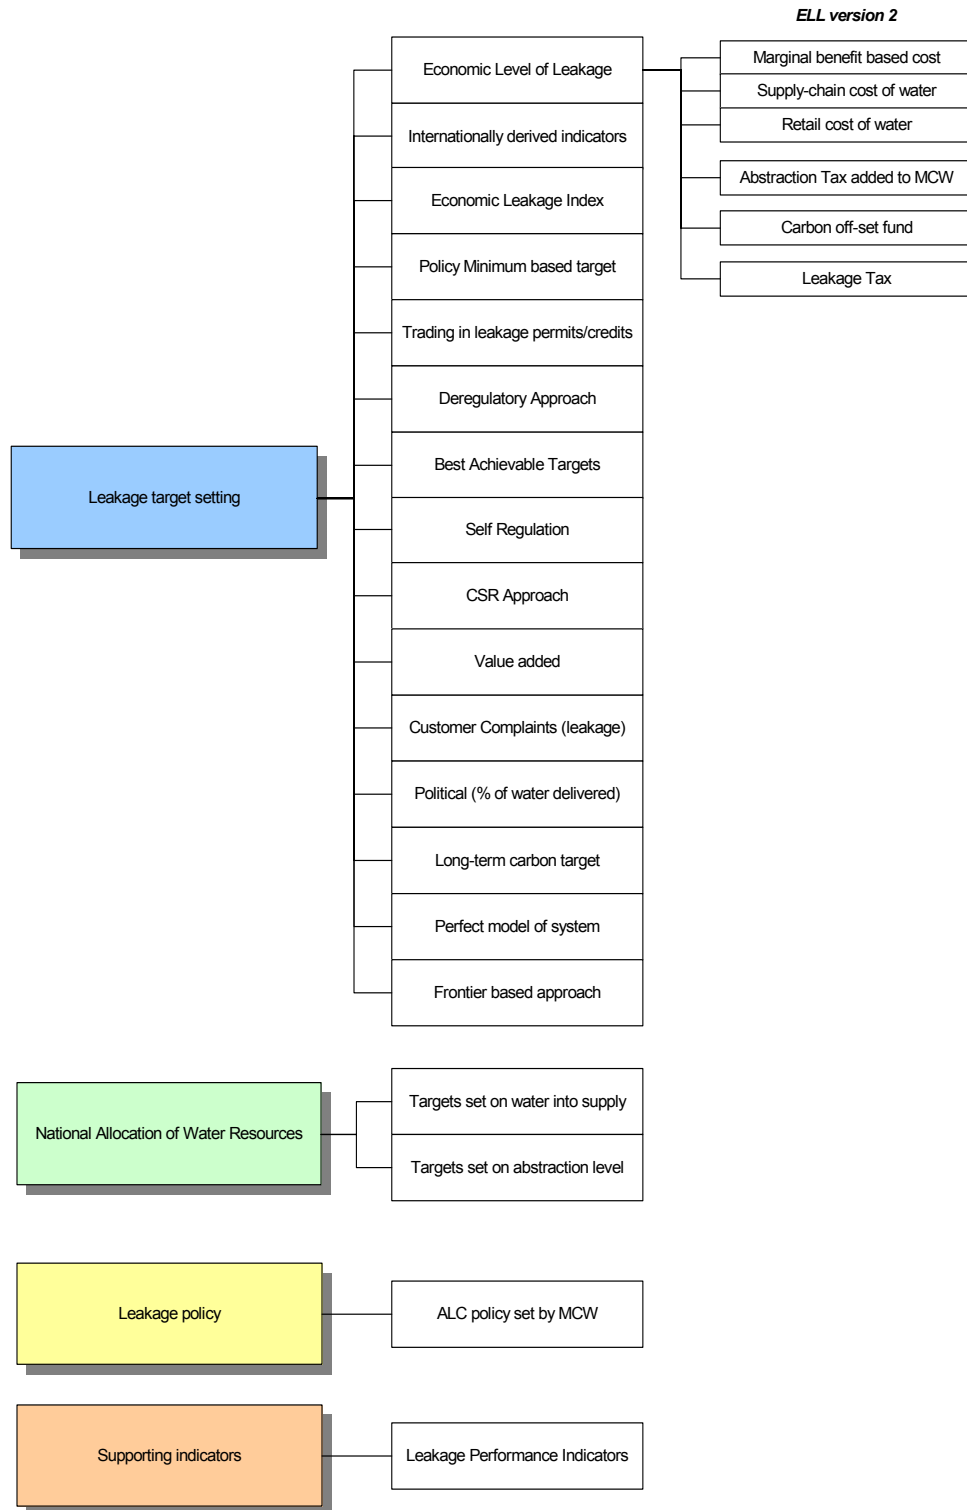 ELL version 2
Economic Level of Leakage
Marginal benefit based cost
Supply-chain cost of water
Retail cost of water
Abstraction Tax added to MCW
Carbon off-set fund
Leakage Tax
Internationally derived indicators
Economic Leakage Index
Policy Minimum based target
Trading in leakage permits/credits
Deregulatory Approach
Best Achievable Targets
Leakage target setting
Self Regulation
CSR Approach
Value added
Customer Complaints (leakage)
Political (% of water delivered)
Long-term carbon target
Perfect model of system
Frontier based approach
National Allocation of Water Resources
Targets set on water into supply
Targets set on abstraction level
Leakage policy
ALC policy set by MCW
Supporting indicators
Leakage Performance Indicators